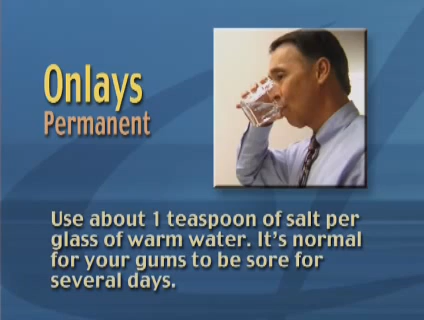 Onlays
Permanent
Use about 1 teaspoon of salt per
glass of warm water. It's normal
for your gums to be sore for
several days.